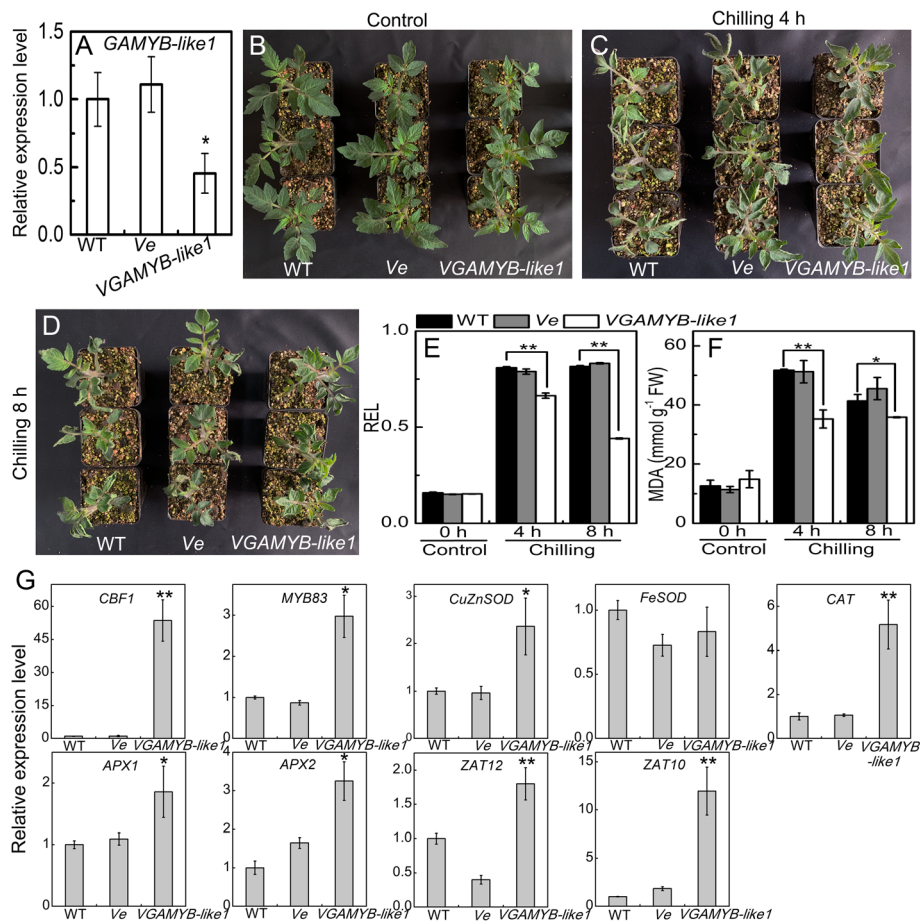 Control
Chilling 4 h
A
GAMYB-like1
Relative expression level
1.5
1.0
0.5
0.0
WT
Ve
VGAMYB-like1
*
B
WT
Ve
VGAMYB-like1
C
WT
Ve
VGAMYB-like1
D
Chilling 8 h
WT
Ve
VGAMYB-like1
WT Ve VGAMYB-like1
E
REL
1.0
0.5
0.0
**
**
0 h
4 h
8 h
Control
Chilling
F
MDA (mmol g-1 FW)
60
40
20
0
**
*
0 h
4 h
8 h
Control
Chilling
G
Relative expression level
CBF1
**
60
45
30
15
0
WT
Ve
VGAMYB-like1
MYB83
*
3
2
1
0
WT
Ve
VGAMYB-like1
CuZnSOD
*
3
2
1
0
WT
Ve
VGAMYB-like1
FeSOD
1.0
0.5
0.0
WT
Ve
VGAMYB-like1
CAT
**
6
4
2
0
WT
Ve
VGAMYB
-like1
APX1
*
2
1
0
WT
Ve
VGAMYB-like1
APX2
*
4
3
2
1
0
WT
Ve
VGAMYB-like1
ZAT12
**
2.0
1.5
1.0
0.5
0.0
WT
Ve
VGAMYB-like1
ZAT10
**
15
10
5
0
WT
Ve
VGAMYB-like1